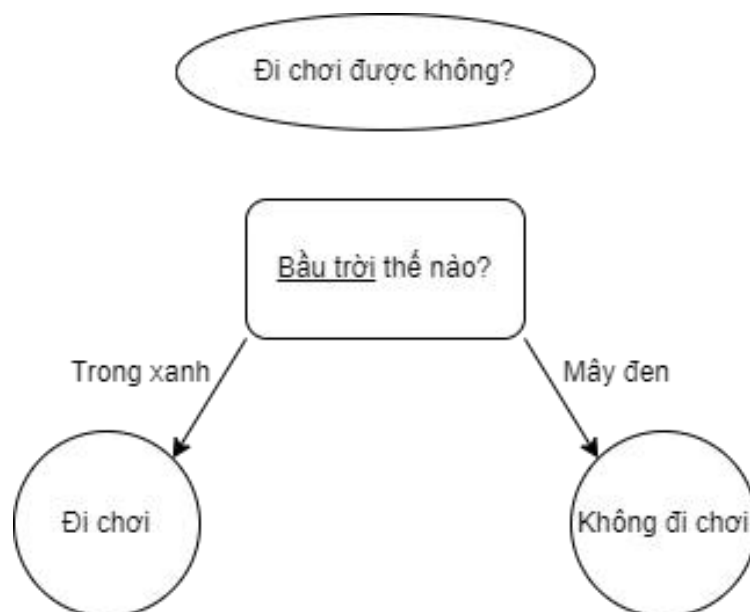 Đi chơi được không?
Bầu trời thế nào?
Trong xanh
Mây đen
Đi chơi
Không đi chơi